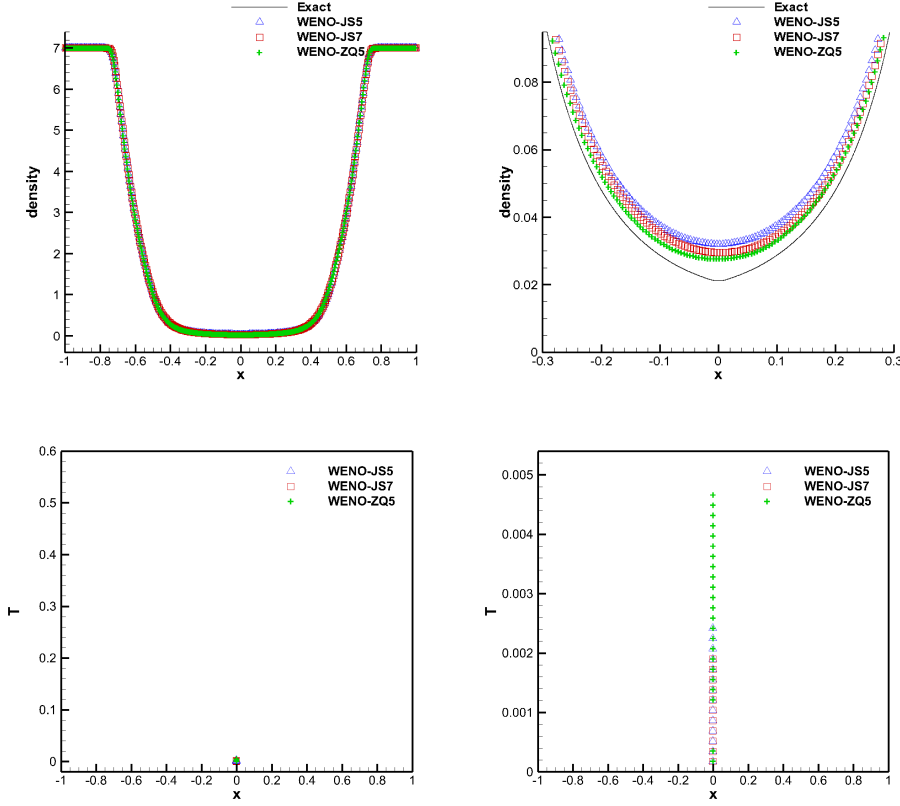 Exact
WENO-JS5
WENO-JS7
WENO-ZQ5
7
6
5
4
3
2
1
0
density
-1 -0.8 -0.6 -0.4 -0.2 0 0.2 0.4 0.6 0.8 1
x
Exact
WENO-JS5
WENO-JS7
WENO-ZQ5
0.08
0.06
0.04
0.02
0
density
-0.3 -0.2 -0.1 0 0.1 0.2 0.3
x
WENO-JS5
WENO-JS7
WENO-ZQ5
0.6
0.5
0.4
0.3
0.2
0.1
0
T
-1 -0.8 -0.6 -0.4 -0.2 0 0.2 0.4 0.6 0.8 1
x
WENO-JS5
WENO-JS7
WENO-ZQ5
0.005
0.004
0.003
0.002
0.001
0
T
-1 -0.8 -0.6 -0.4 -0.2 0 0.2 0.4 0.6 0.8 1
x